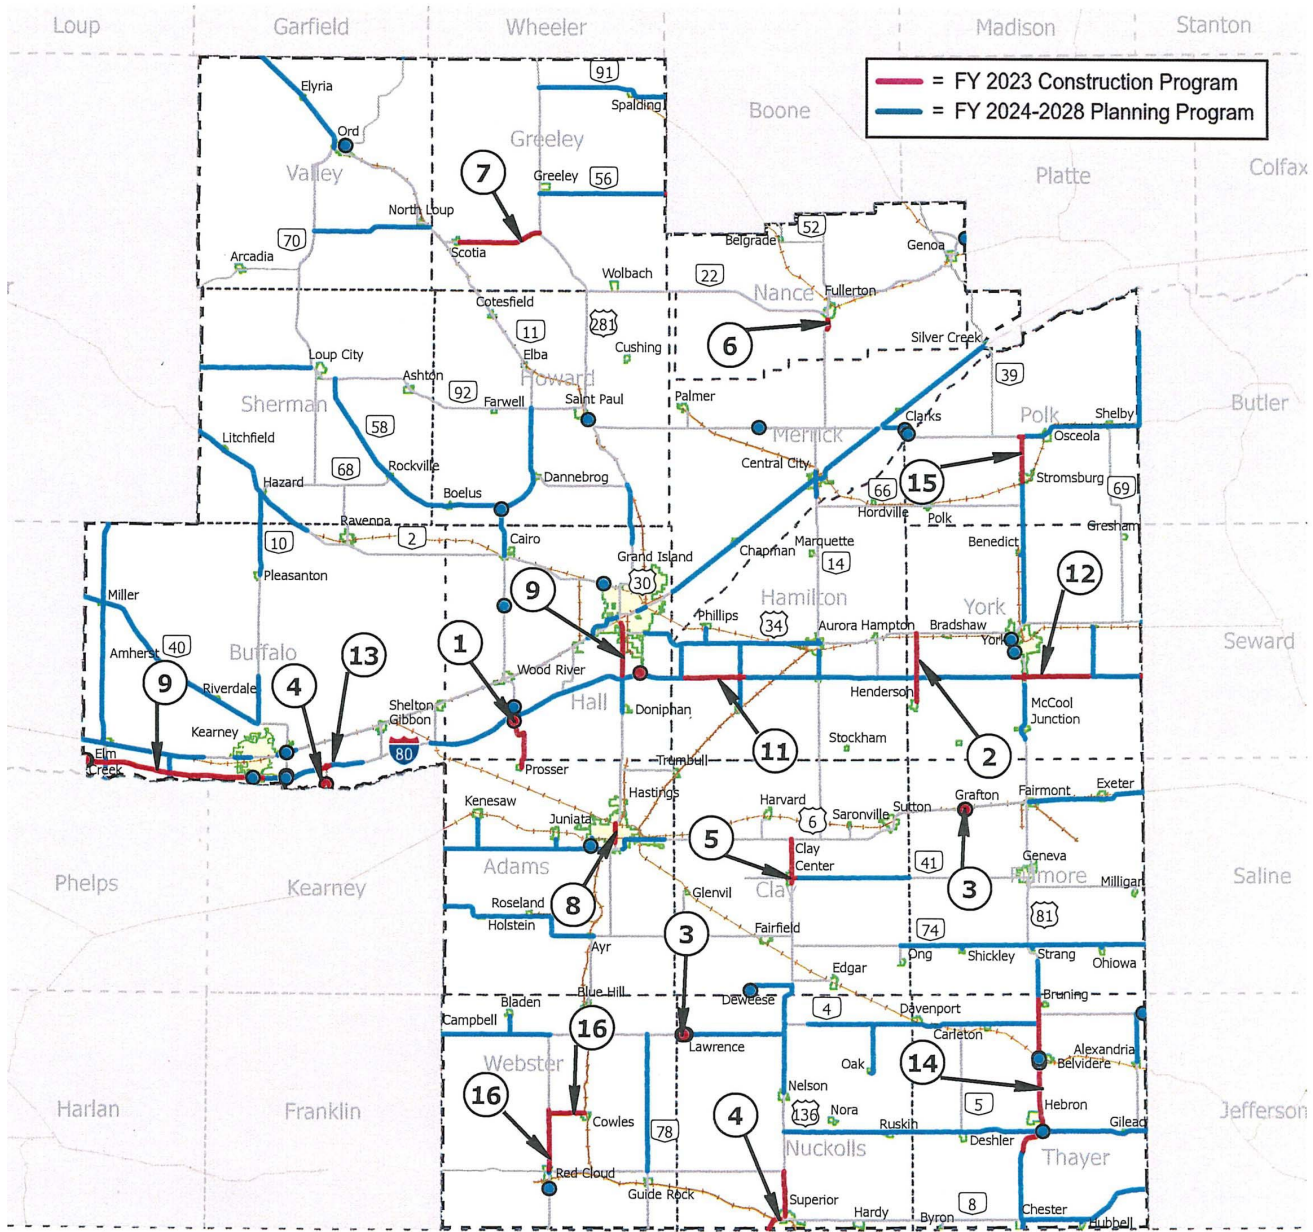 Loup
Garfield
Wheeler
Madison
Stanton
= FY 2023 Construction Program
= FY 2024-2028 Planning Program
91
Elyria
Spalding
Boone
Ord
Greeley
Valley
Colfax
7
Greeley
56
Platte
North Loup
52
Belgrade
Genoa
70
Scotia
Arcadia
Wolbach
22
Nance
Fullerton
Cotesfield
11
281
6
Silver Creek
Elba
Cushing
Loup City
Howard
39
Ashton
92
Farwell
Saint Paul
Palmer
Sherman
Clarks
Polk
Shelby
Butler
58
Merrick
Osceola
Litchfield
Central City
68
Rockville
15
Stromsburg
Hazard
Dannebrog
66
69
Boelus
Hordville
Polk
Ravenna
Gresham
2
10
Cairo
Chapman
Marquette
Benedict
Grand Island
14
Pleasanton
30
12
9
Miller
Phillips
Hamilton
York
34
Aurora
Hampton
Bradshaw
York
Seward
40
Amherst
Buffalo
13
1
9
4
Wood River
Hall
Henderson
Riverdale
Shelton
Gibbon
Doniphan
McCool
Junction
Kearney
11
Stockham
2
Elm
Creek
80
Prosser
Trumbull
Hastings
Exeter
Kenesaw
Harvard
Grafton
Fairmont
Juniata
6
Saronville
Sutton
5
Clay
Center
Adams
Geneva
41
Phelps
Kearney
8
Clay
3
Fillmore
Saline
Glenvil
Milligan
Roseland
Holstein
3
81
Fairfield
74
Ayr
Ong
Shickley
Strang
Ohiowa
Edgar
Blue Hill
Deweese
Bruning
Bladen
4
Davenport
Campbell
16
Carleton
Lawrence
Alexandria
Webster
Oak
14
Belvidere
16
Nelson
Harlan
Franklin
136
Nora
5
Hebron
Jefferson
Cowles
4
78
Ruskin
Deshler
Gilead
Nuckolls
Thayer
Red Cloud
Guide Rock
Superior
Hardy
Byron
8
Chester
Hubbell